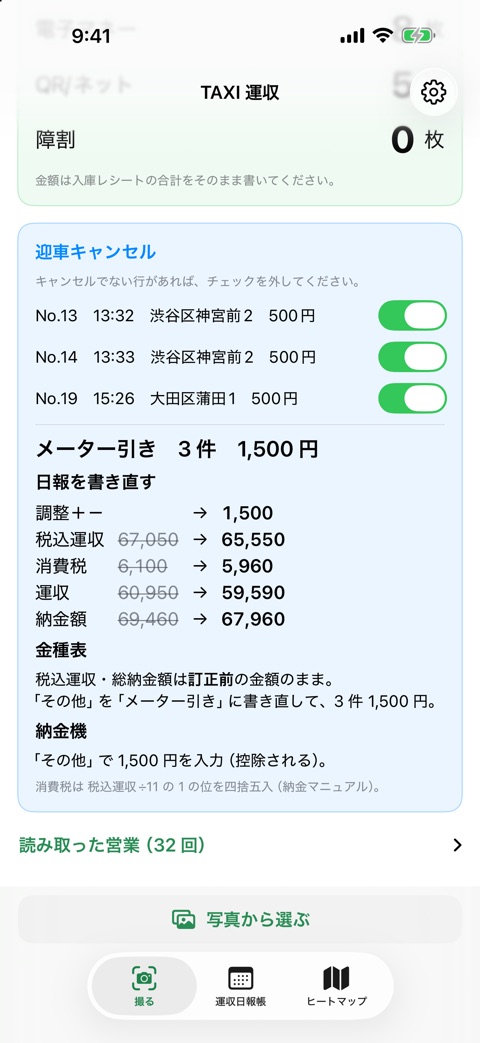 電子マネー
9:41
QR/ネット 5
TAXI 運収
障割 0 枚
金額は入庫レシートの合計をそのまま書いてください。
迎車キャンセル
キャンセルでない行があれば、チェックを外してください。
No.13 13:32 渋谷区神宮前2 500円
No.14 13:33 渋谷区神宮前2 500円
No.19 15:26 大田区蒲田1 500円
メーター引き 3件 1,500円
日報を書き直す
調整+− → 1,500
税込運収 67,050 → 65,550
消費税 6,100 → 5,960
運収 60,950 → 59,590
納金額 69,460 → 67,960
金種表
税込運収・総納金額は訂正前の金額のまま。
「その他」を「メーター引き」に書き直して、3 件 1,500 円。
納金機
「その他」で 1,500 円を入力（控除される）。
消費税は 税込運収÷11 の 1 の位を四捨五入（納金マニュアル）。
読み取った営業（32 回）
写真から選ぶ
撮る 運収日報帳 ヒートマップ